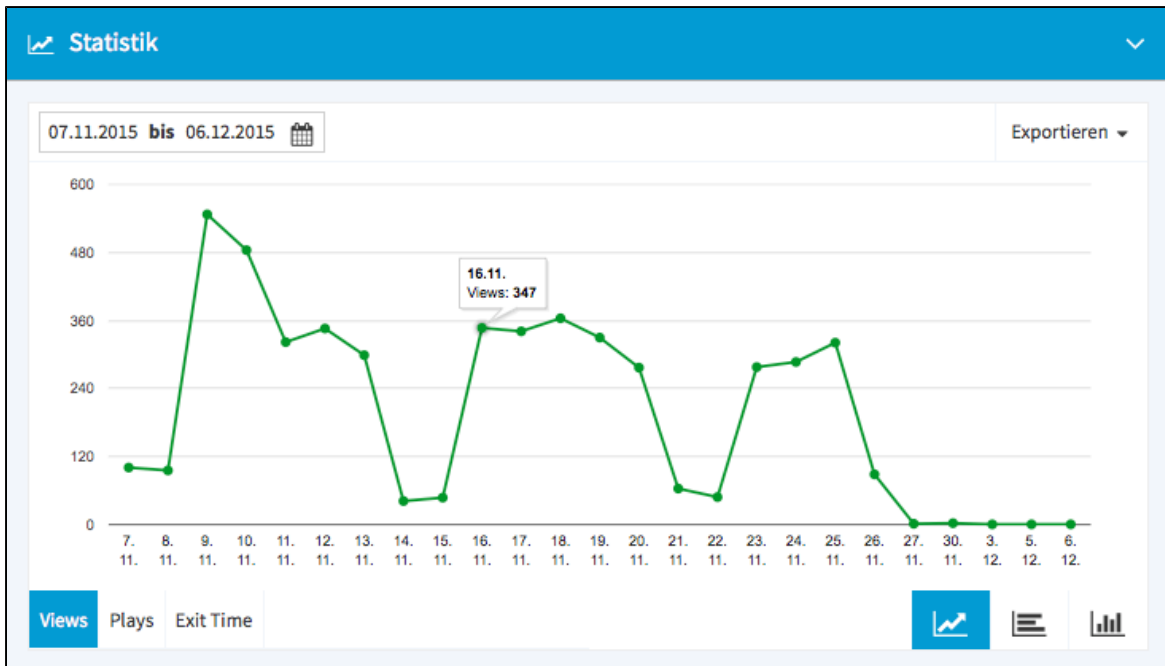 Statistik
07.11.2015 bis 06.12.2015
Exportieren
600
480
360
240
120
0
16.11.
Views: 347
7. 8. 9. 10. 11. 12. 13. 14. 15. 16. 17. 18. 19. 20. 21. 22. 23. 24. 25. 26. 27. 30. 3. 5. 6.
11. 11. 11. 11. 11. 11. 11. 11. 11. 11. 11. 11. 11. 11. 11. 11. 11. 11. 11. 11. 11. 11. 12. 12. 12.
Views Plays Exit Time